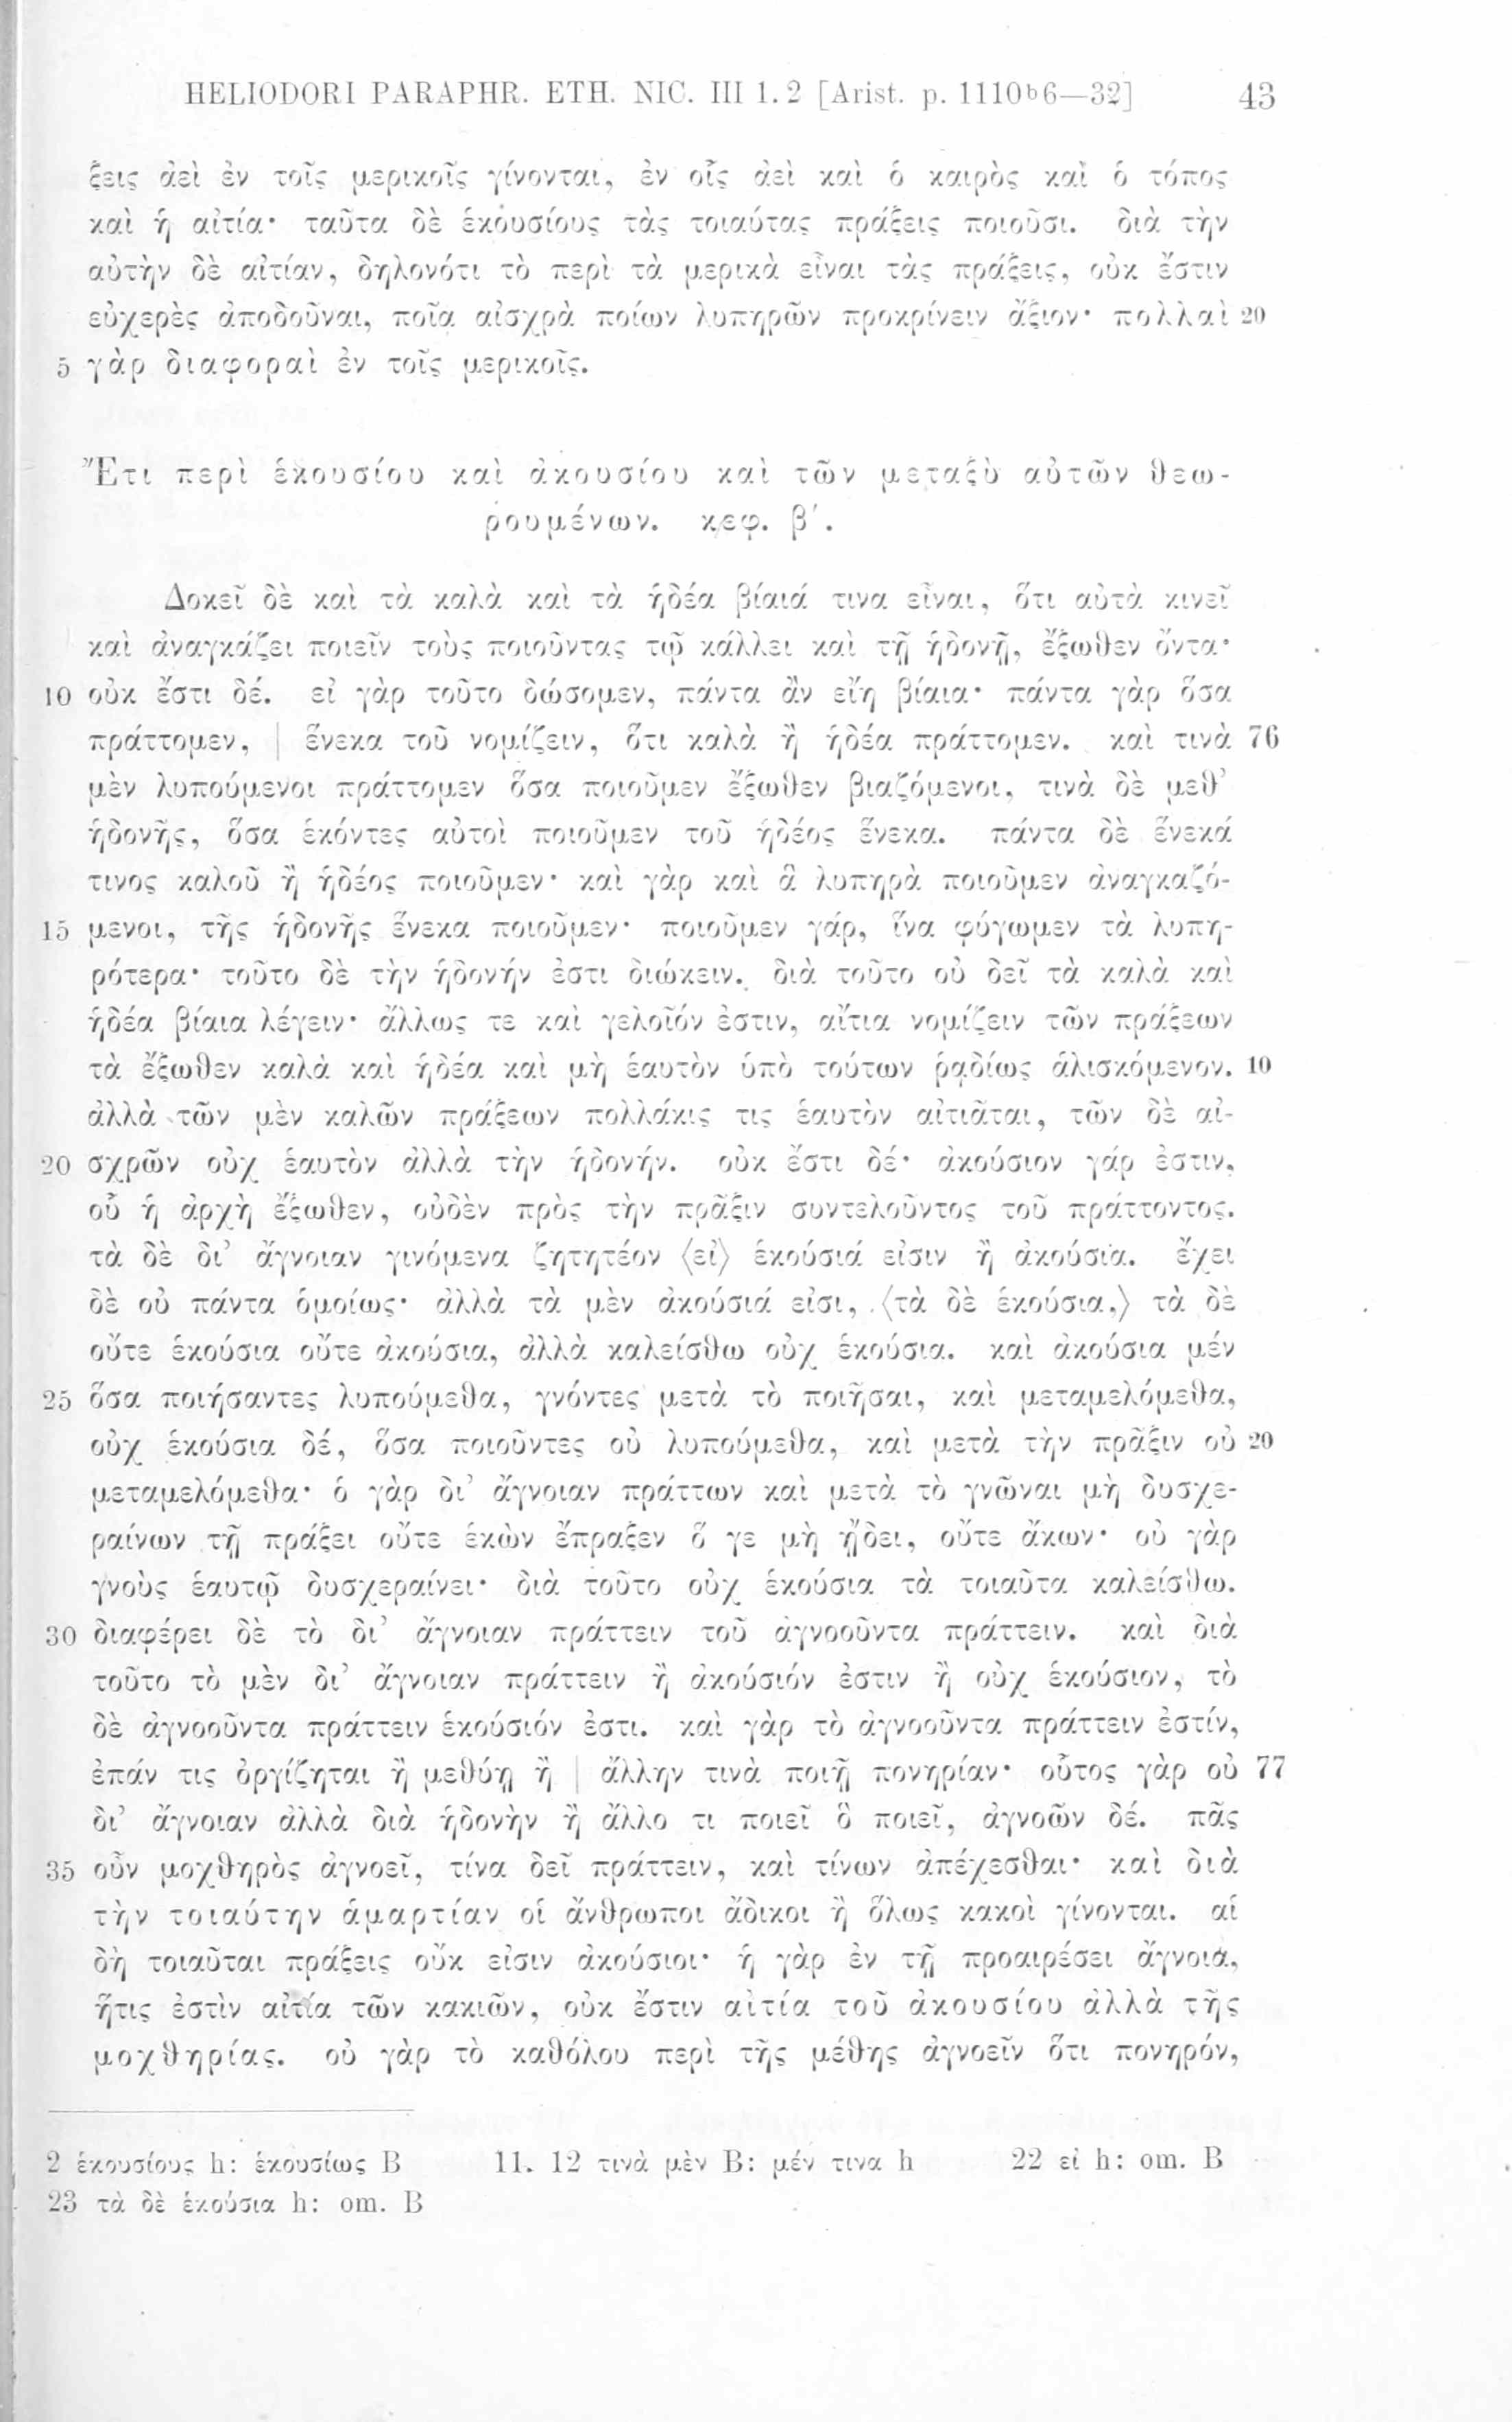 HELIODORI PARAPHR. ETH. NIC. III 1. 2 [Arist. p. 1110ᵇ6—32] 43
ξεις ἀεὶ ἐν τοῖς μερικοῖς γίνονται, ἐν οἷς ἀεὶ καὶ ὁ καιρὸς καὶ ὁ τόπος
καὶ ἡ αἰτία· ταῦτα δὲ ἑκουσίους τὰς τοιαύτας πράξεις ποιοῦσι. διὰ τὴν
αὐτὴν δὲ αἰτίαν, δηλονότι τὸ περὶ τὰ μερικὰ εἶναι τὰς πράξεις, οὐκ ἔστιν
εὐχερὲς ἀποδοῦναι, ποῖα αἰσχρὰ ποίων λυπηρῶν προκρίνειν ἄξιον· πολλαὶ 20
5 γὰρ διαφοραὶ ἐν τοῖς μερικοῖς.
Ἔτι περὶ ἑκουσίου καὶ ἀκουσίου καὶ τῶν μεταξὺ αὐτῶν θεω-
ρουμένων. κεφ. β΄.
Δοκεῖ δὲ καὶ τὰ καλὰ καὶ τὰ ἡδέα βίαιά τινα εἶναι, ὅτι αὐτὰ κινεῖ
καὶ ἀναγκάζει ποιεῖν τοὺς ποιοῦντας τῷ κάλλει καὶ τῇ ἡδονῇ, ἔξωθεν ὄντα·
10 οὐκ ἔστι δέ. εἰ γὰρ τοῦτο δώσομεν, πάντα ἂν εἴη βίαια· πάντα γὰρ ὅσα
πράττομεν, | ἕνεκα τοῦ νομίζειν, ὅτι καλὰ ἢ ἡδέα πράττομεν. καὶ τινὰ 76
μὲν λυπούμενοι πράττομεν ὅσα ποιοῦμεν ἔξωθεν βιαζόμενοι, τινὰ δὲ μεθ’
ἡδονῆς, ὅσα ἑκόντες αὐτοὶ ποιοῦμεν τοῦ ἡδέος ἕνεκα. πάντα δὲ ἕνεκά
τινος καλοῦ ἢ ἡδέος ποιοῦμεν· καὶ γὰρ καὶ ἃ λυπηρὰ ποιοῦμεν ἀναγκαζό-
15 μενοι, τῆς ἡδονῆς ἕνεκα ποιοῦμεν· ποιοῦμεν γάρ, ἵνα φύγωμεν τὰ λυπη-
ρότερα· τοῦτο δὲ τὴν ἡδονήν ἐστι διώκειν. διὰ τοῦτο οὐ δεῖ τὰ καλὰ καὶ
ἡδέα βίαια λέγειν· ἄλλως τε καὶ γελοῖόν ἐστιν, αἴτια νομίζειν τῶν πράξεων
τὰ ἔξωθεν καλὰ καὶ ἡδέα καὶ μὴ ἑαυτὸν ὑπὸ τούτων ῥᾳδίως ἁλισκόμενον. 10
ἀλλὰ τῶν μὲν καλῶν πράξεων πολλάκις τις ἑαυτὸν αἰτιᾶται, τῶν δὲ αἰ-
20 σχρῶν οὐχ ἑαυτὸν ἀλλὰ τὴν ἡδονήν. οὐκ ἔστι δέ· ἀκούσιον γάρ ἐστιν,
οὗ ἡ ἀρχὴ ἔξωθεν, οὐδὲν πρὸς τὴν πρᾶξιν συντελοῦντος τοῦ πράττοντος.
τὰ δὲ δι’ ἄγνοιαν γινόμενα ζητητέον ⟨εἰ⟩ ἑκούσιά εἰσιν ἢ ἀκούσια. ἔχει
δὲ οὐ πάντα ὁμοίως· ἀλλὰ τὰ μὲν ἀκούσιά εἰσι, ⟨τὰ δὲ ἑκούσια,⟩ τὰ δὲ
οὔτε ἑκούσια οὔτε ἀκούσια, ἀλλὰ καλείσθω οὐχ ἑκούσια. καὶ ἀκούσια μέν
25 ὅσα ποιήσαντες λυπούμεθα, γνόντες μετὰ τὸ ποιῆσαι, καὶ μεταμελόμεθα,
οὐχ ἑκούσια δέ, ὅσα ποιοῦντες οὐ λυπούμεθα, καὶ μετὰ τὴν πρᾶξιν οὐ 20
μεταμελόμεθα· ὁ γὰρ δι’ ἄγνοιαν πράττων καὶ μετὰ τὸ γνῶναι μὴ δυσχε-
ραίνων τῇ πράξει οὔτε ἑκὼν ἔπραξεν ὅ γε μὴ ᾔδει, οὔτε ἄκων· οὐ γὰρ
γνοὺς ἑαυτῷ δυσχεραίνει· διὰ τοῦτο οὐχ ἑκούσια τὰ τοιαῦτα καλείσθω.
30 διαφέρει δὲ τὸ δι’ ἄγνοιαν πράττειν τοῦ ἀγνοοῦντα πράττειν. καὶ διὰ
τοῦτο τὸ μὲν δι’ ἄγνοιαν πράττειν ἢ ἀκούσιόν ἐστιν ἢ οὐχ ἑκούσιον, τὸ
δὲ ἀγνοοῦντα πράττειν ἑκούσιόν ἐστι. καὶ γὰρ τὸ ἀγνοοῦντα πράττειν ἐστίν,
ἐπάν τις ὀργίζηται ἢ μεθύῃ ἢ | ἄλλην τινὰ ποιῇ πονηρίαν· οὗτος γὰρ οὐ 77
δι’ ἄγνοιαν ἀλλὰ διὰ ἡδονὴν ἢ ἄλλο τι ποιεῖ ὃ ποιεῖ, ἀγνοῶν δέ. πᾶς
35 οὖν μοχθηρὸς ἀγνοεῖ, τίνα δεῖ πράττειν, καὶ τίνων ἀπέχεσθαι· καὶ διὰ
τὴν τοιαύτην ἁμαρτίαν οἱ ἄνθρωποι ἄδικοι ἢ ὅλως κακοὶ γίνονται. αἱ
δὴ τοιαῦται πράξεις οὔκ εἰσιν ἀκούσιοι· ἡ γὰρ ἐν τῇ προαιρέσει ἄγνοια,
ἥτις ἐστὶν αἰτία τῶν κακιῶν, οὐκ ἔστιν αἰτία τοῦ ἀκουσίου ἀλλὰ τῆς
μοχθηρίας. οὐ γὰρ τὸ καθόλου περὶ τῆς μέθης ἀγνοεῖν ὅτι πονηρόν,
2 ἑκουσίους h: ἑκουσίως B 11. 12 τινὰ μὲν B: μέν τινα h 22 εἰ h: om. B
23 τὰ δὲ ἑκούσια h: om. B